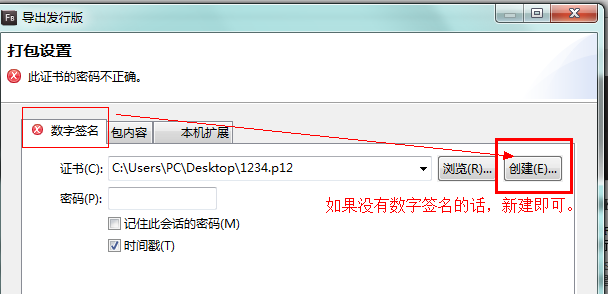 FB 导出发行版
打包设置
此证书的密码不正确。
数字签名 包内容 本机扩展
证书(C): C:\Users\PC\Desktop\1234.p12 浏览(R)... 创建(E)...
密码(P): 如果没有数字签名的话，新建即可。
记住此会话的密码(M)
时间戳(T)